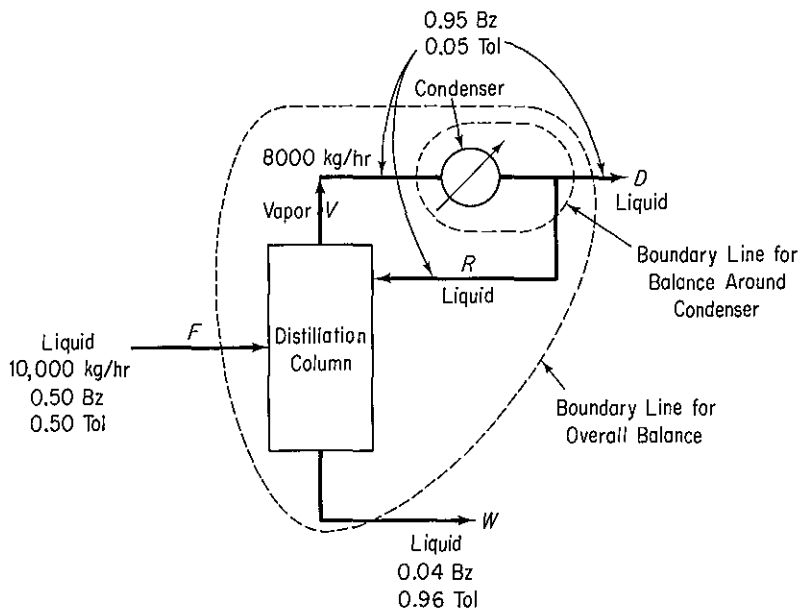 0.95 Bz
0.05 Tol
Condenser
8000 kg/hr
D
Liquid
Vapor V
R
Liquid
Boundary Line for
Balance Around
Condenser
F
Liquid
10,000 kg/hr
0.50 Bz
0.50 Tol
Distillation
Column
Boundary Line for
Overall Balance
W
Liquid
0.04 Bz
0.96 Tol